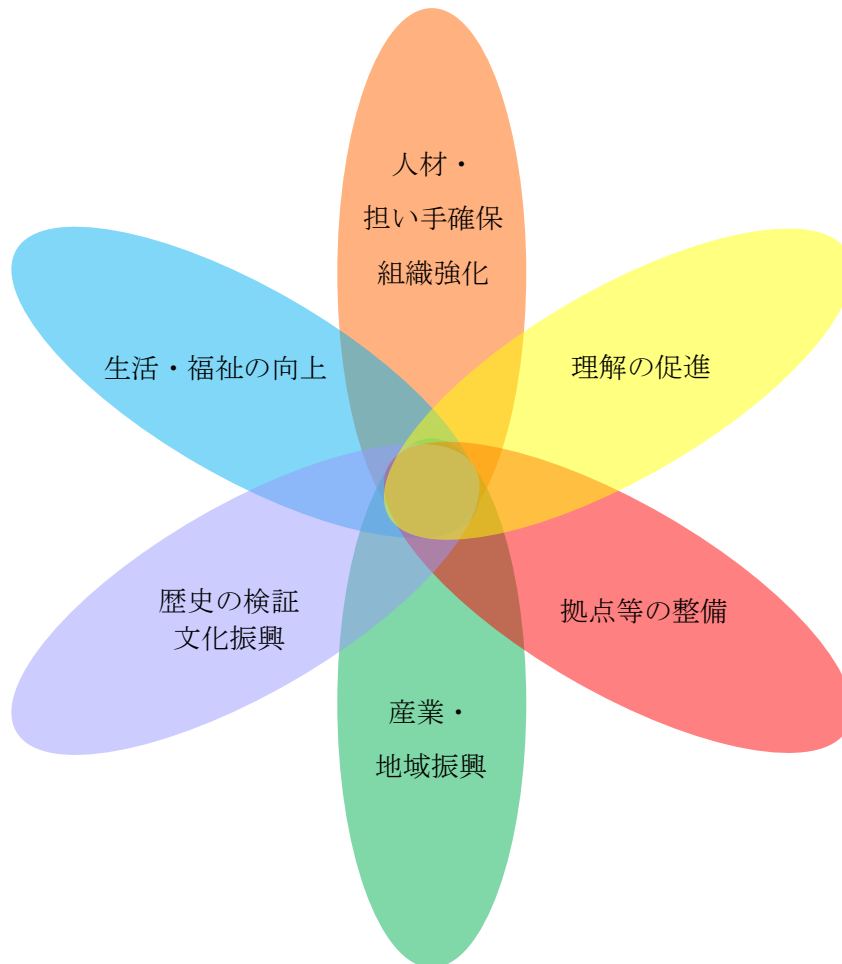 人材・
担い手確保
組織強化
生活・福祉の向上
理解の促進
歴史の検証
文化振興
拠点等の整備
産業・
地域振興